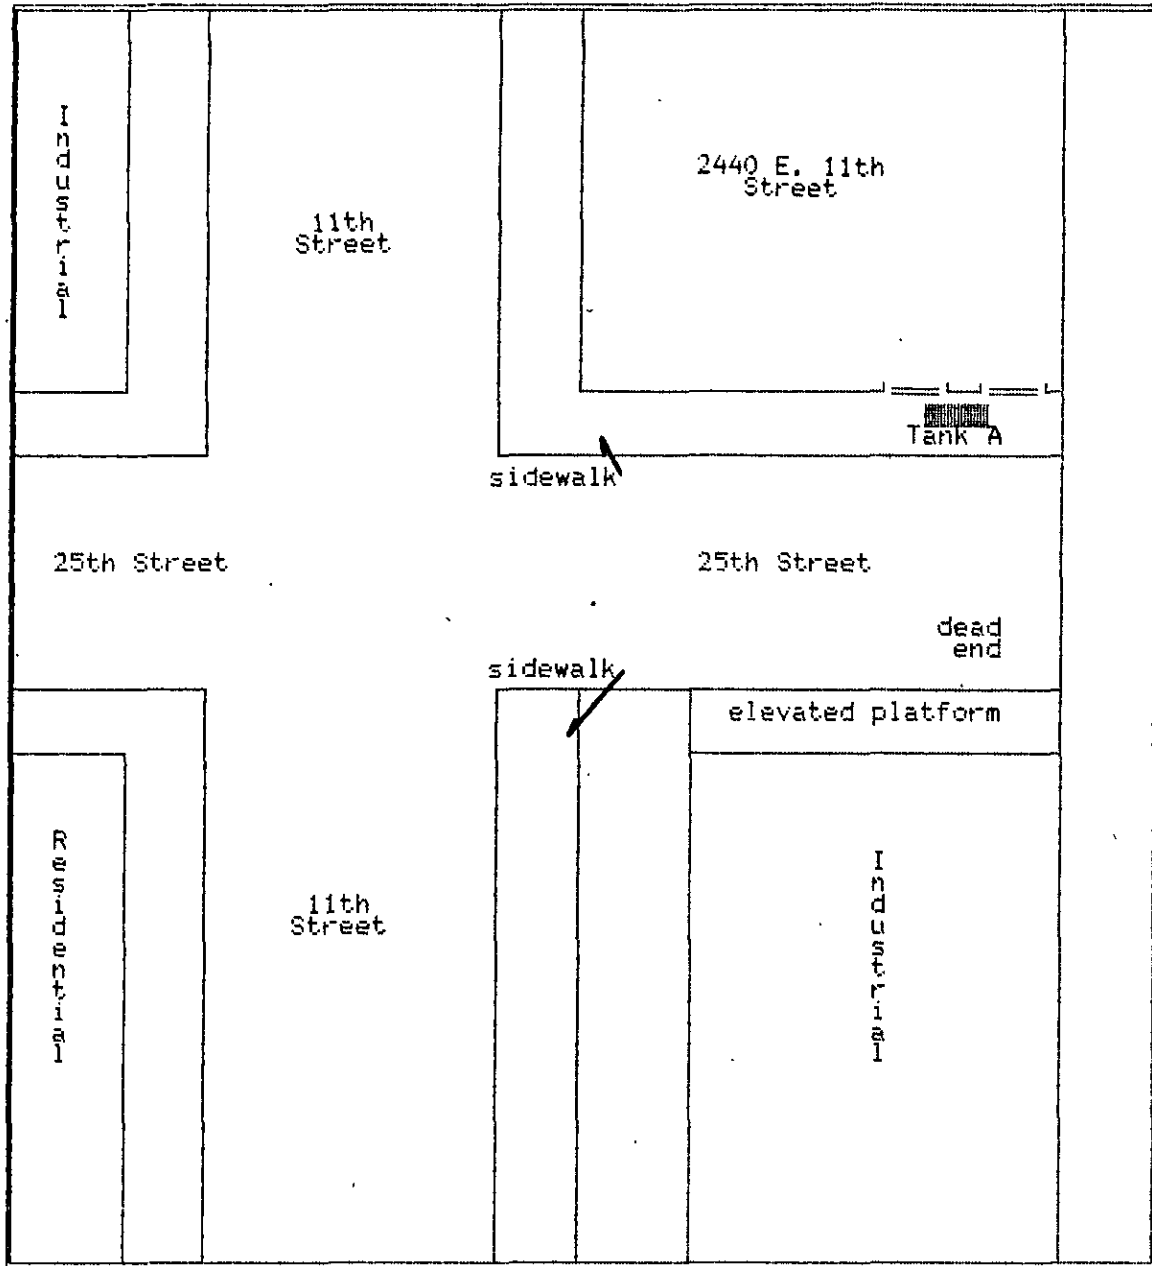 Industrial
2440 E. 11th
Street
11th
Street
Tank A
sidewalk
25th Street
25th Street
dead
end
sidewalk
elevated platform
Residential
11th
Street
Industrial